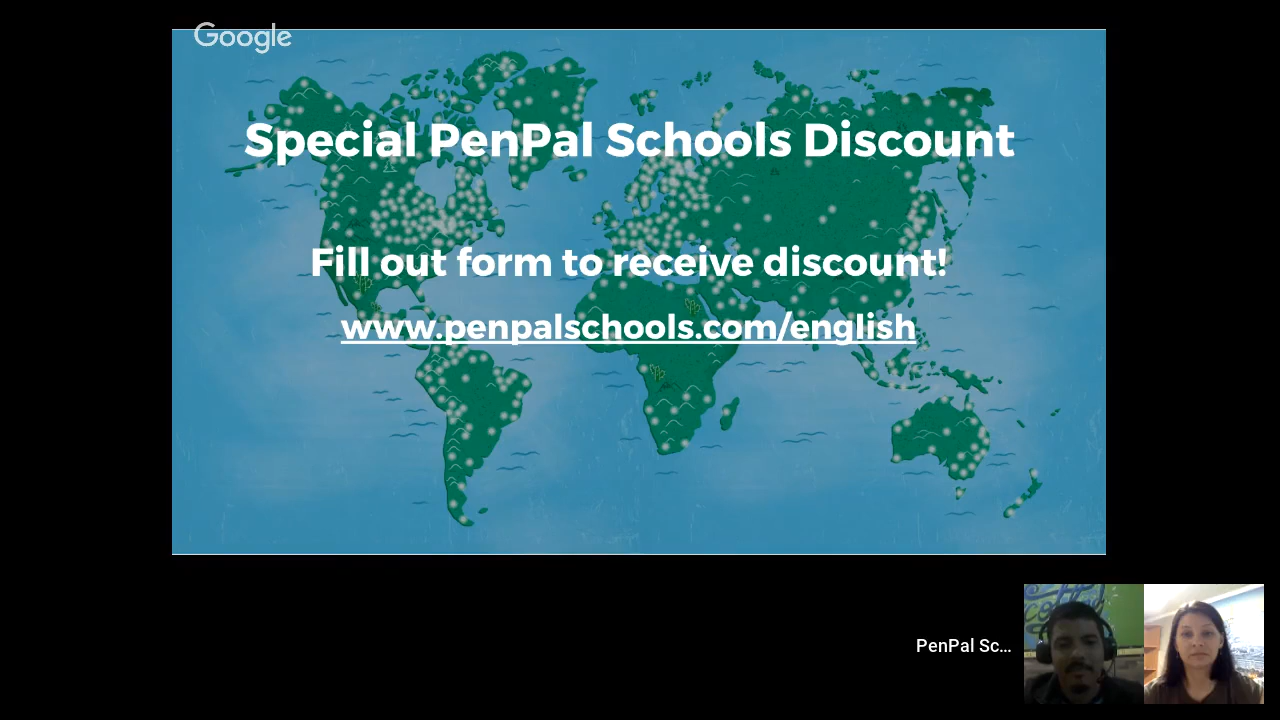 Google
Special PenPal Schools Discount
Fill out form to receive discount!
www.penpalschools.com/english
PenPal Sc...